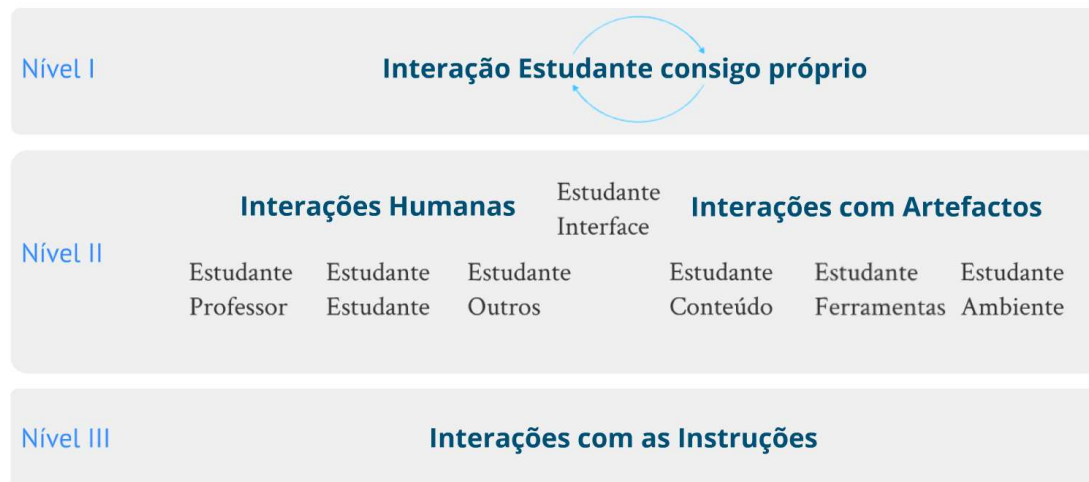 Nível I
Interação Estudante consigo próprio
Nível II
Interações Humanas
Estudante
Interface
Interações com Artefactos
Estudante
Professor
Estudante
Estudante
Estudante
Outros
Estudante
Conteúdo
Estudante
Ferramentas
Estudante
Ambiente
Nível III
Interações com as Instruções